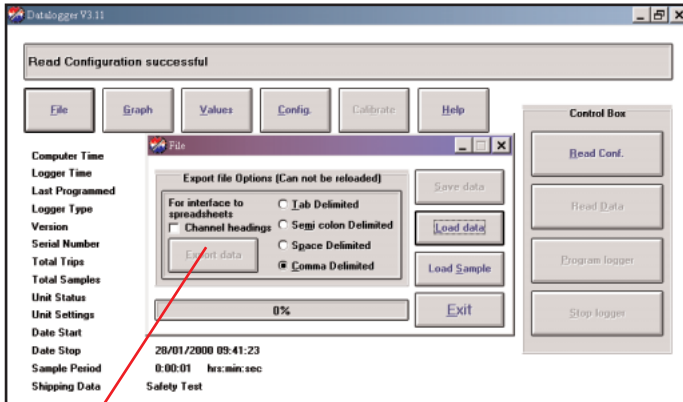 Datalogger V3.11
Read Configuration successful
File
Graph
Values
Config.
Calibrate
Help
Control Box
Read Conf.
Read Data
Program logger
Stop logger
Computer Time
Logger Time
Last Programmed
Logger Type
Version
Serial Number
Total Trips
Total Samples
Unit Status
Unit Settings
Date Start
Date Stop 28/01/2000 09:41:23
Sample Period 0:00:01 hrs:min:sec
Shipping Data Safety Test
File
Export file Options (Can not be reloaded)
For interface to
spreadsheets
Channel headings
Export data
Tab Delimited
Semi colon Delimited
Space Delimited
Comma Delimited
Save data
Load data
Load Sample
0%
Exit